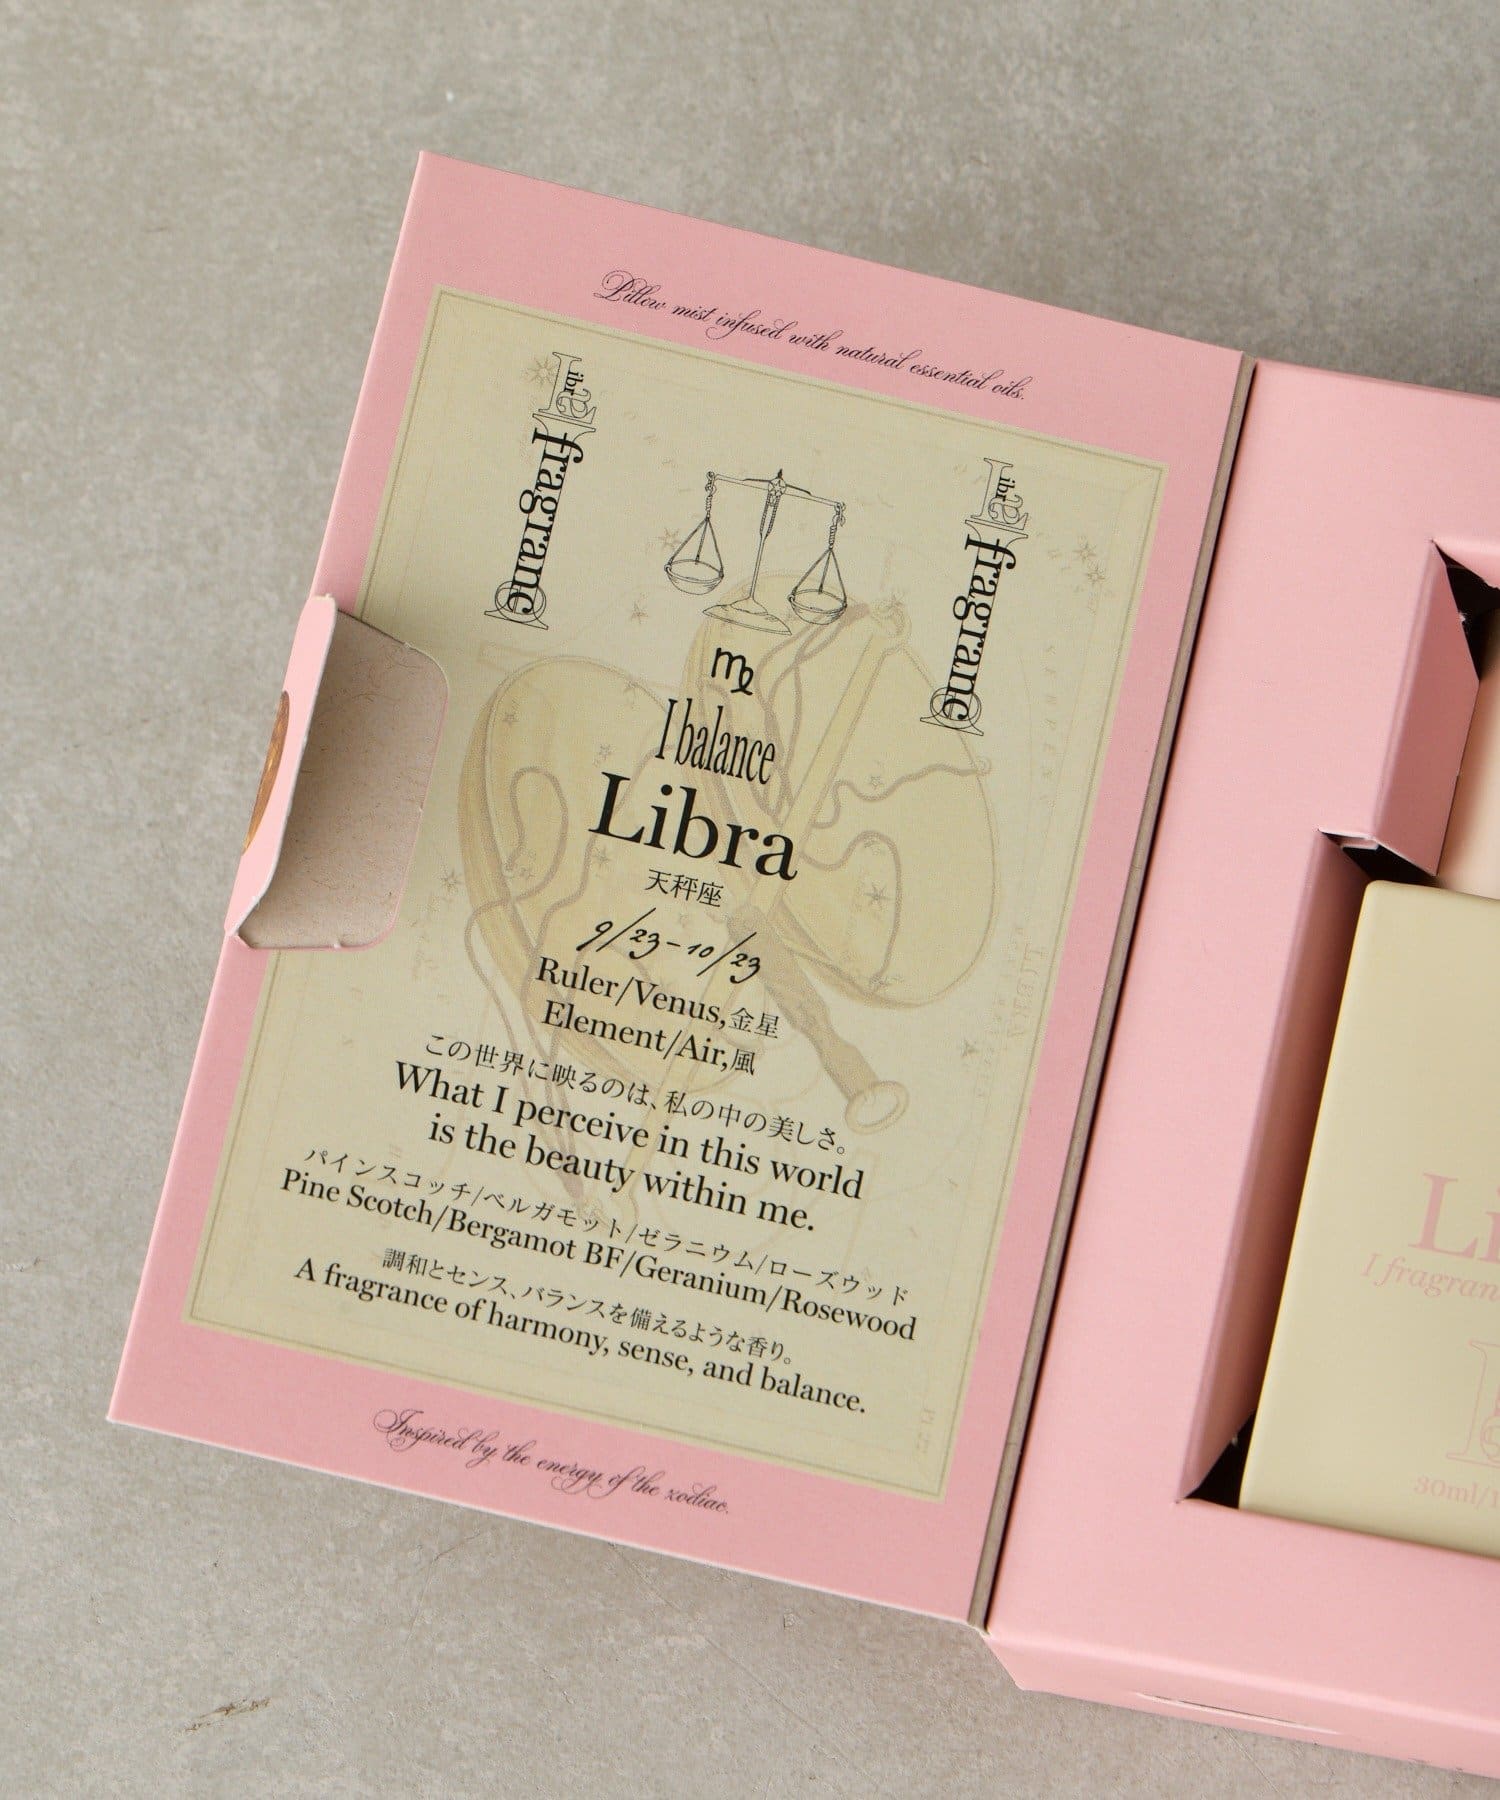 Pillow mist infused with natural essential oils.
Libra
fragrance
Libra
fragrance
I balance
Libra
天秤座
9/23-10/23
Ruler/Venus,金星
Element/Air,風
この世界に映るのは、私の中の美しさ。
What I perceive in this world
is the beauty within me.
パインスコッチ/ベルガモット/ゼラニウム/ローズウッド
Pine Scotch/Bergamot BF/Geranium/Rosewood
調和とセンス、バランスを備えるような香り。
A fragrance of harmony, sense, and balance.
Inspired by the energy of the zodiac.
Li
I fragran
30ml/1